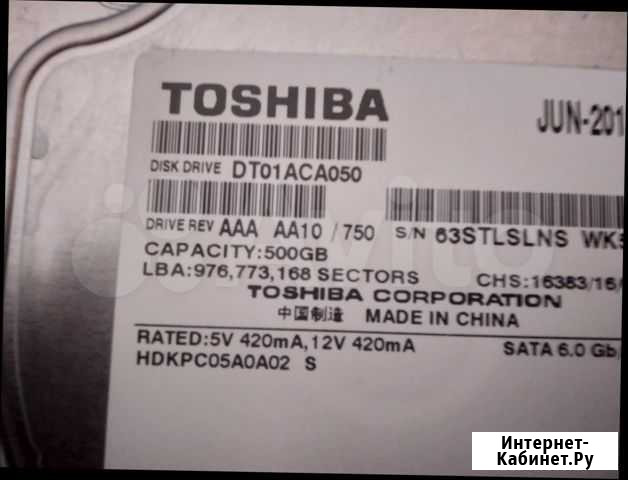 TOSHIBA
JUN-201
DISK DRIVE DT01ACA050
DRIVE REV AAA AA10 / 750 S/N 63STLSLNS
CAPACITY:500GB
LBA:976,773,168 SECTORS CHS:16383/16/
TOSHIBA CORPORATION
中国制造 MADE IN CHINA
RATED:5V 420mA,12V 420mA SATA 6.0 Gb/
HDKPC05A0A02 S
Avito
Интернет-
Кабинет.Ру